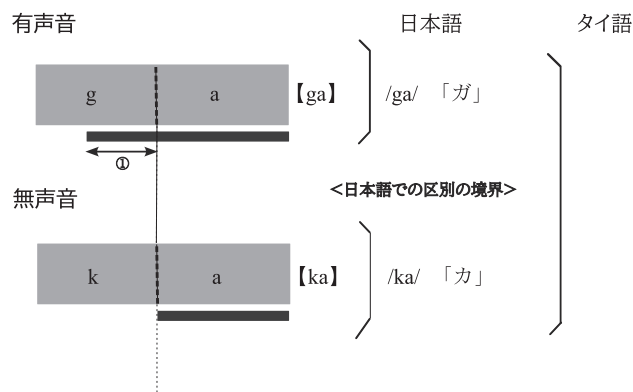 有声音
日本語
タイ語
g a 【ga】 /ga/ 「ガ」
①
<日本語での区別の境界>
無声音
k a 【ka】 /ka/ 「カ」